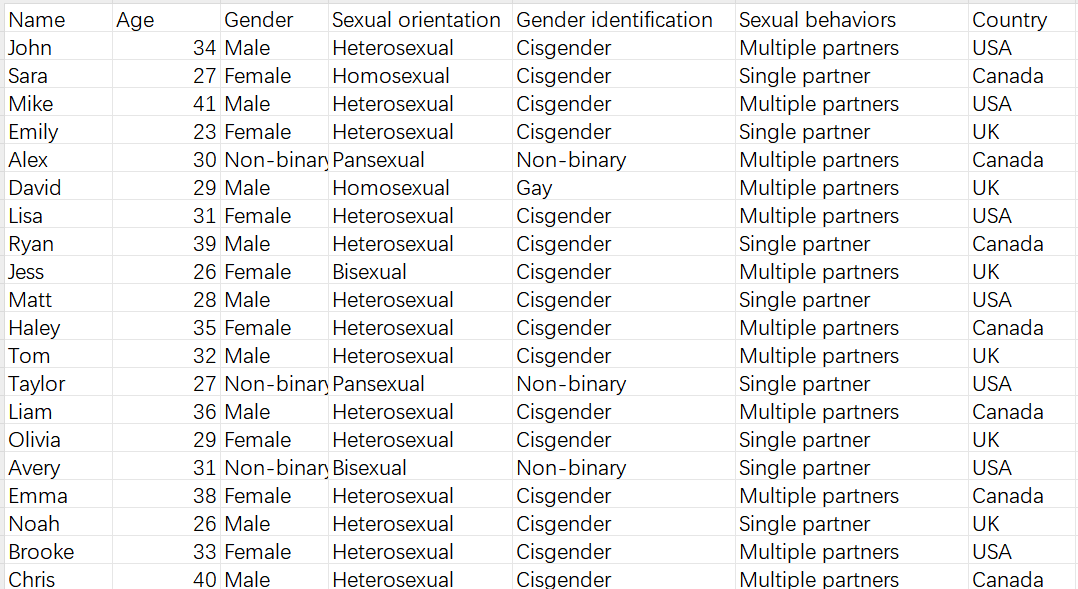 Name Age Gender Sexual orientation Gender identification Sexual behaviors Country
John 34 Male Heterosexual Cisgender Multiple partners USA
Sara 27 Female Homosexual Cisgender Single partner Canada
Mike 41 Male Heterosexual Cisgender Multiple partners USA
Emily 23 Female Heterosexual Cisgender Single partner UK
Alex 30 Non-binary Pansexual Non-binary Multiple partners Canada
David 29 Male Homosexual Gay Multiple partners UK
Lisa 31 Female Heterosexual Cisgender Multiple partners USA
Ryan 39 Male Heterosexual Cisgender Single partner Canada
Jess 26 Female Bisexual Cisgender Multiple partners UK
Matt 28 Male Heterosexual Cisgender Single partner USA
Haley 35 Female Heterosexual Cisgender Multiple partners Canada
Tom 32 Male Heterosexual Cisgender Multiple partners UK
Taylor 27 Non-binary Pansexual Non-binary Single partner USA
Liam 36 Male Heterosexual Cisgender Multiple partners Canada
Olivia 29 Female Heterosexual Cisgender Single partner UK
Avery 31 Non-binary Bisexual Non-binary Single partner USA
Emma 38 Female Heterosexual Cisgender Multiple partners Canada
Noah 26 Male Heterosexual Cisgender Single partner UK
Brooke 33 Female Heterosexual Cisgender Multiple partners USA
Chris 40 Male Heterosexual Cisgender Multiple partners Canada